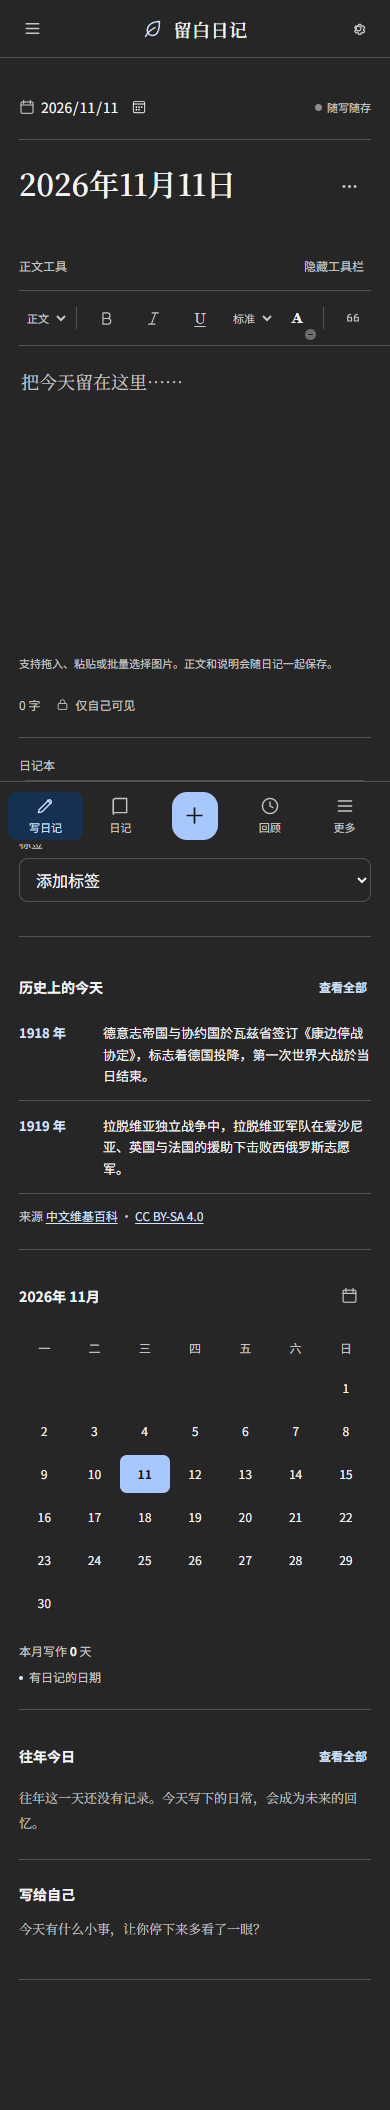 留白日记
2026/11/11
随写随存
2026年11月11日
正文工具
隐藏工具栏
正文 B I U 标准 A
把今天留在这里……
支持拖入、粘贴或批量选择图片。正文和说明会随日记一起保存。
0 字 仅自己可见
日记本
写日记 日记 回顾 更多
标签
添加标签
历史上的今天 查看全部
1918 年 德意志帝国与协约国於瓦兹省签订《康边停战
协定》，标志着德国投降，第一次世界大战於当
日结束。
1919 年 拉脱维亚独立战争中，拉脱维亚军队在爱沙尼
亚、英国与法国的援助下击败西俄罗斯志愿
军。
来源 中文维基百科 · CC BY-SA 4.0
2026年 11月
一 二 三 四 五 六 日
1
2 3 4 5 6 7 8
9 10 11 12 13 14 15
16 17 18 19 20 21 22
23 24 25 26 27 28 29
30
本月写作 0 天
有日记的日期
往年今日 查看全部
往年这一天还没有记录。今天写下的日常，会成为未来的回
忆。
写给自己
今天有什么小事，让你停下来多看了一眼？